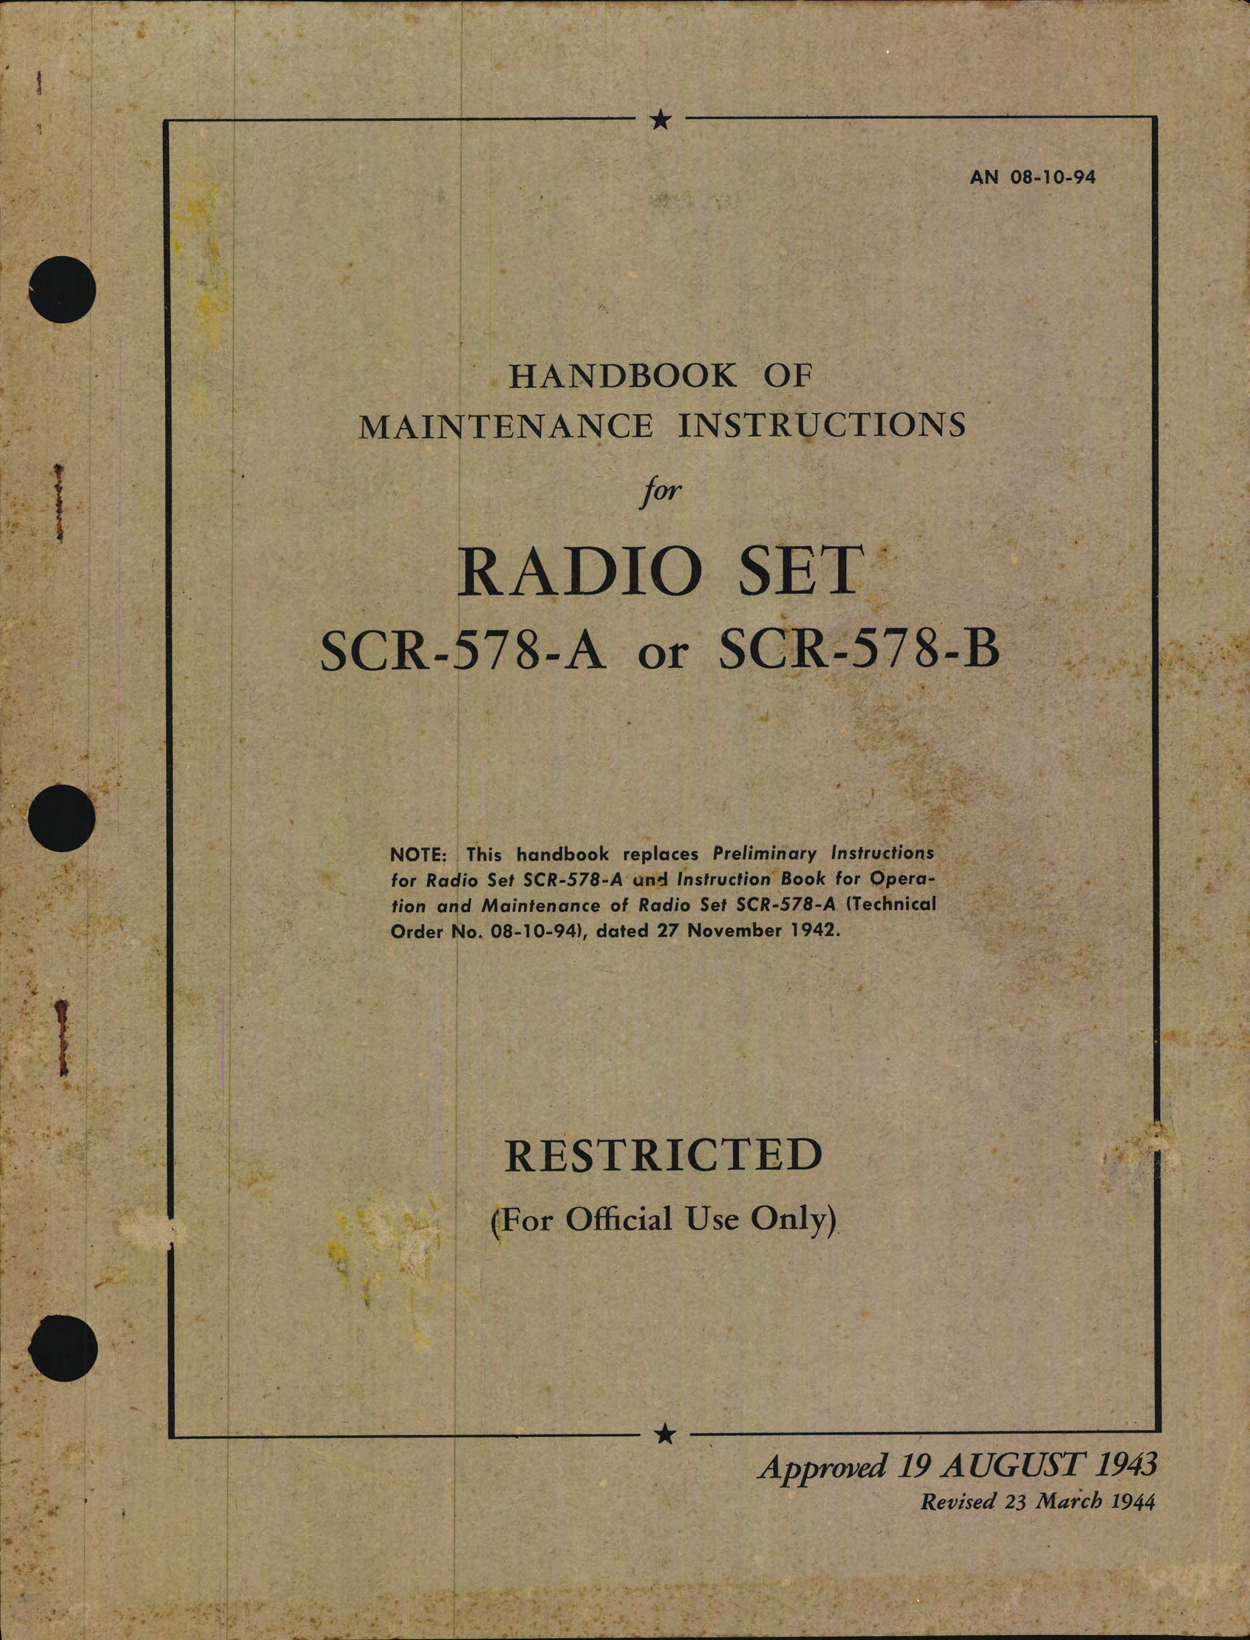 AN 08-10-94
HANDBOOK OF
MAINTENANCE INSTRUCTIONS
for
RADIO SET
SCR-578-A or SCR-578-B
NOTE: This handbook replaces Preliminary Instructions
for Radio Set SCR-578-A and Instruction Book for Opera-
tion and Maintenance of Radio Set SCR-578-A (Technical
Order No. 08-10-94), dated 27 November 1942.
RESTRICTED
(For Official Use Only)
Approved 19 AUGUST 1943
Revised 23 March 1944